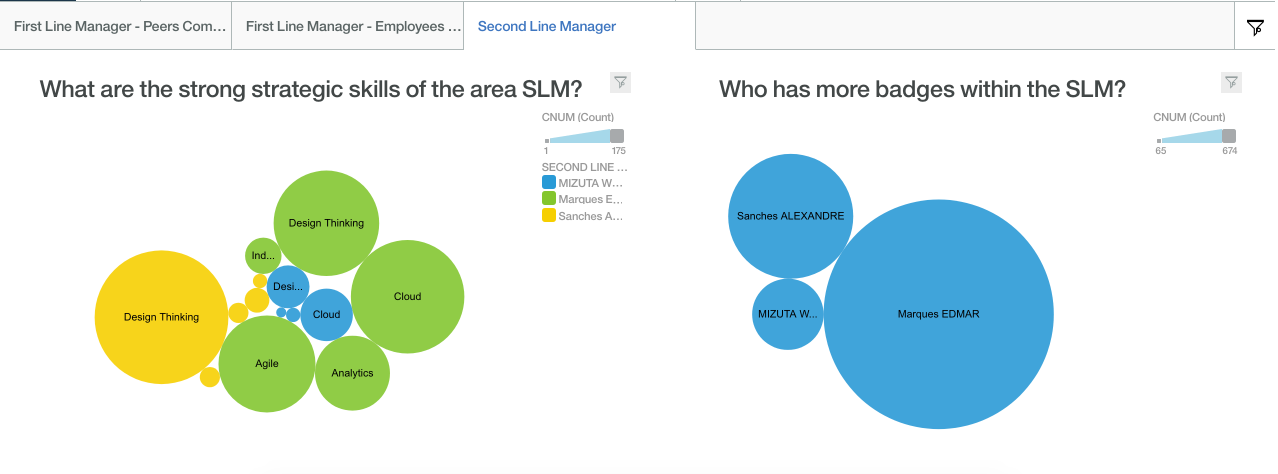 First Line Manager - Peers Com...
First Line Manager - Employees ...
Second Line Manager
What are the strong strategic skills of the area SLM?
CNUM (Count)
1 175
SECOND LINE ...
MIZUTA W...
Marques E...
Sanches A...
Design Thinking
Ind...
Desi...
Cloud
Cloud
Design Thinking
Agile
Analytics
Who has more badges within the SLM?
CNUM (Count)
65 674
Sanches ALEXANDRE
MIZUTA W...
Marques EDMAR